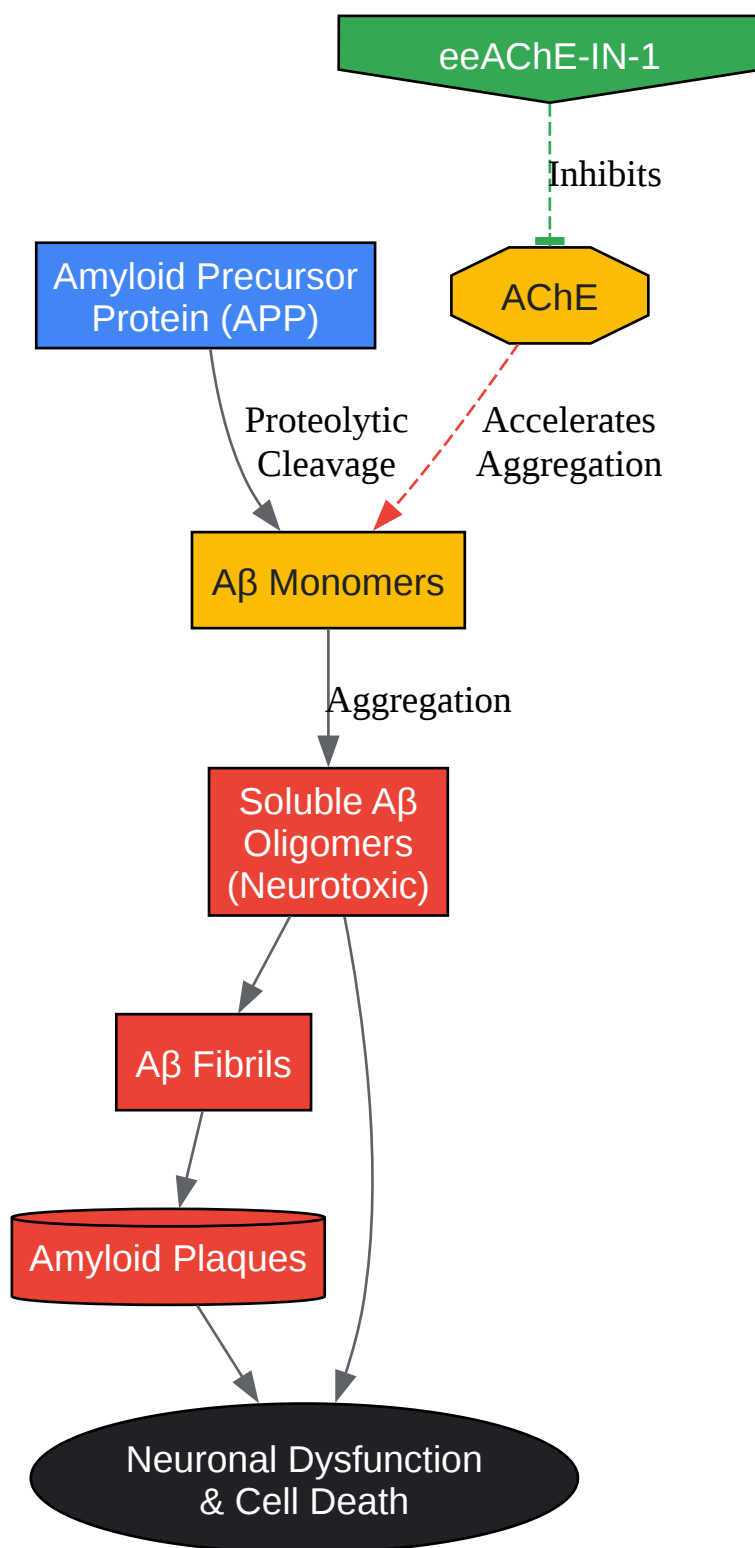 eeAChE-IN-1
Inhibits
Amyloid Precursor
Protein (APP)
AChE
Proteolytic
Cleavage
Accelerates
Aggregation
Aβ Monomers
Aggregation
Soluble Aβ
Oligomers
(Neurotoxic)
Aβ Fibrils
Amyloid Plaques
Neuronal Dysfunction
& Cell Death